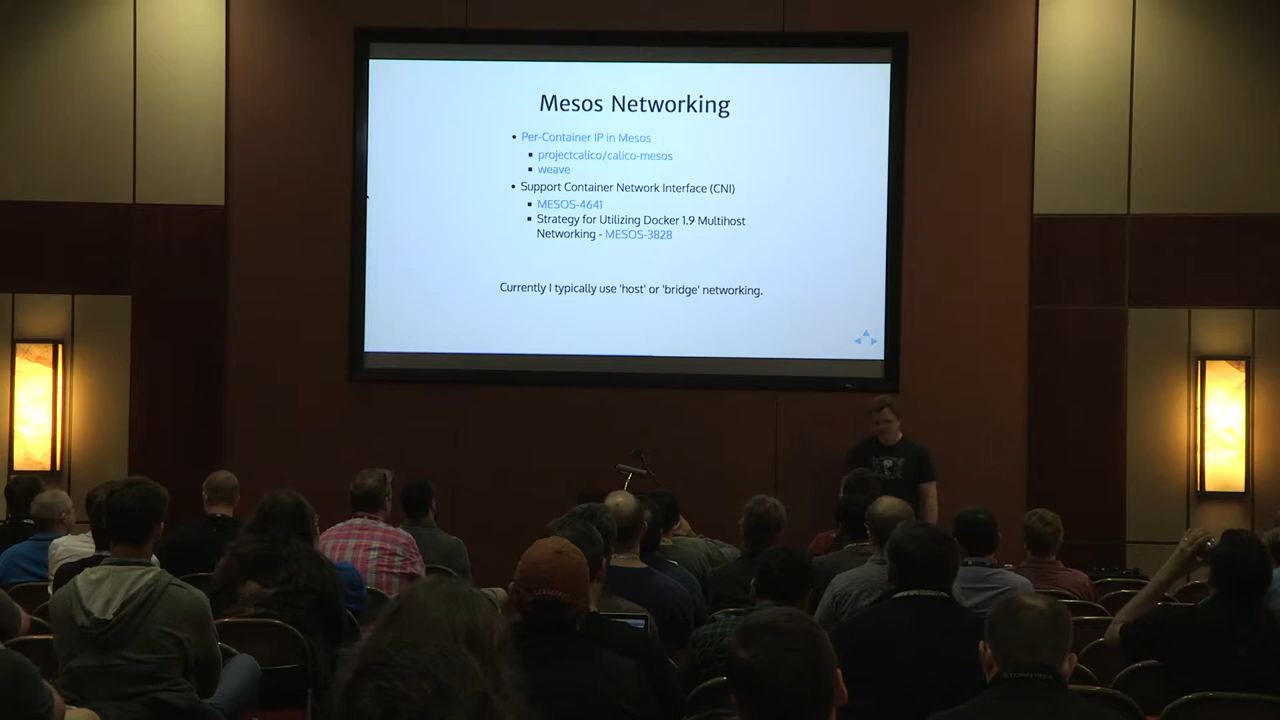 Mesos Networking
Per-Container IP in Mesos
projectcalico/calico-mesos
weave
Support Container Network Interface (CNI)
MESOS-4641
Strategy for Utilizing Docker 1.9 Multihost
Networking - MESOS-3828
Currently I typically use 'host' or 'bridge' networking.